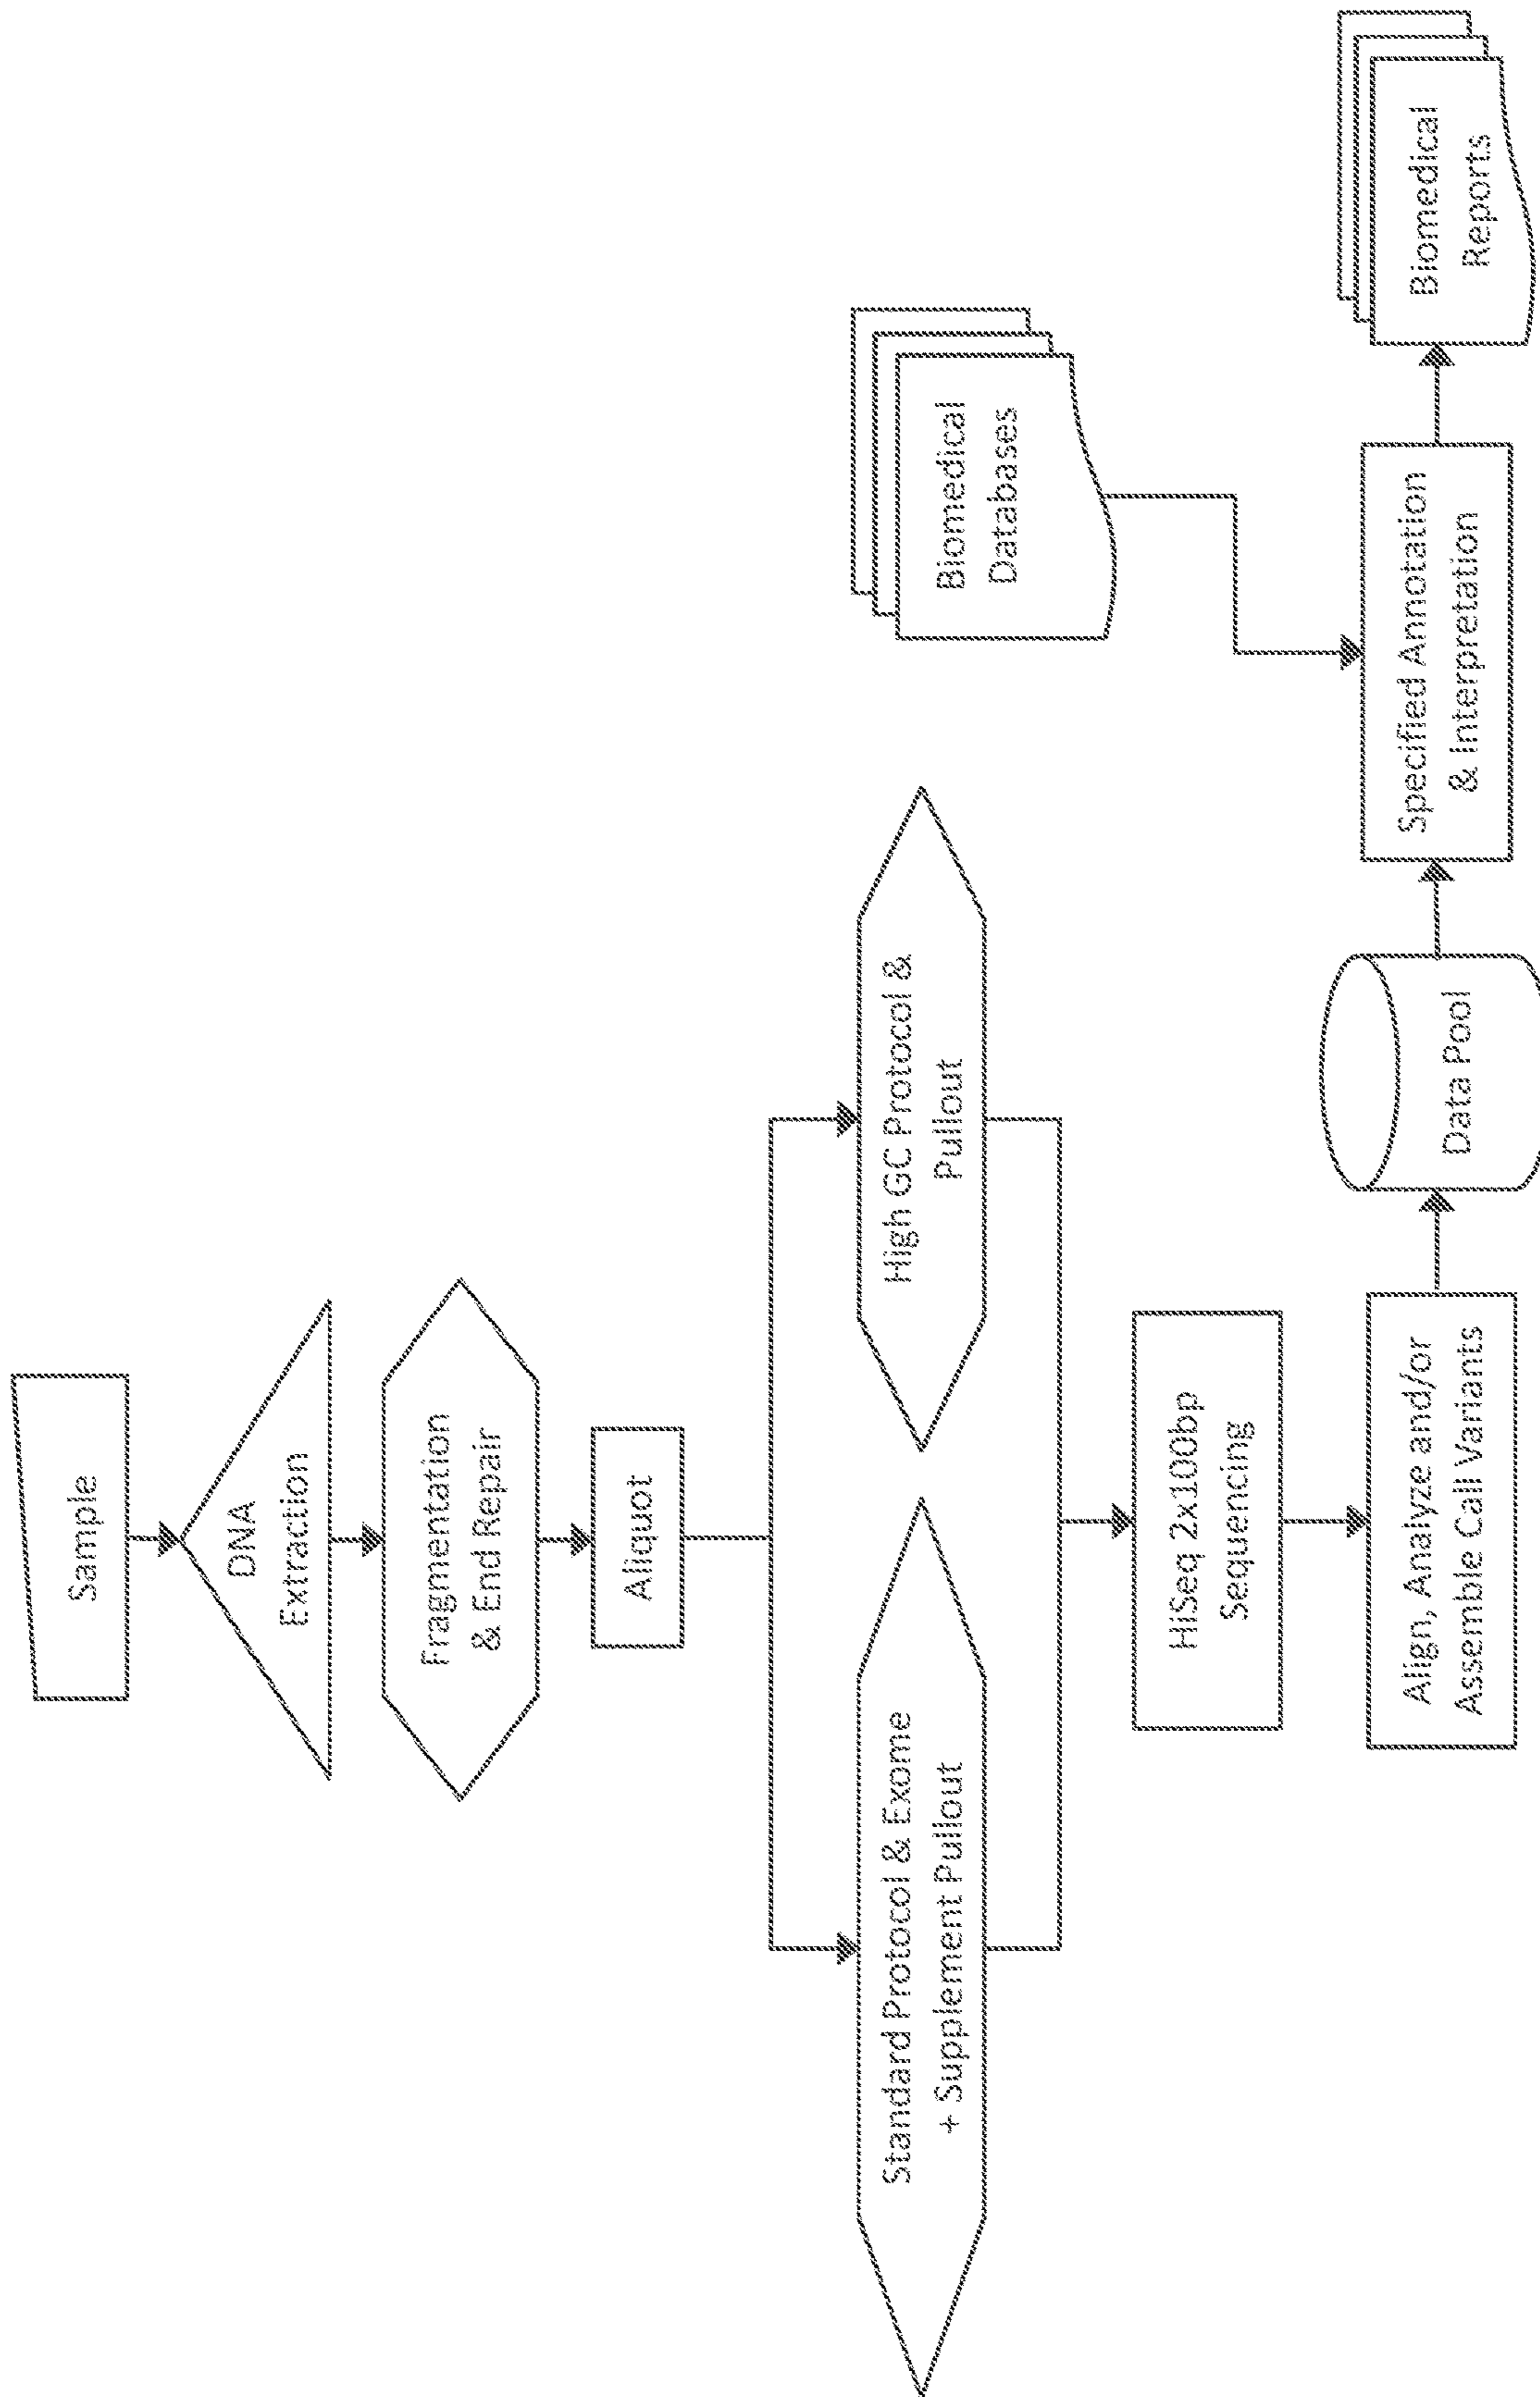 Sample
DNA
Extraction
Fragmentation
& End Repair
Aliquot
Standard Protocol & Exome
+ Supplement Pullout
High GC Protocol &
Pullout
HiSeq 2x100bp
Sequencing
Align, Analyze and/or
Assemble Call Variants
Data Pool
Biomedical
Databases
Specified Annotation
& Interpretation
Biomedical
Reports